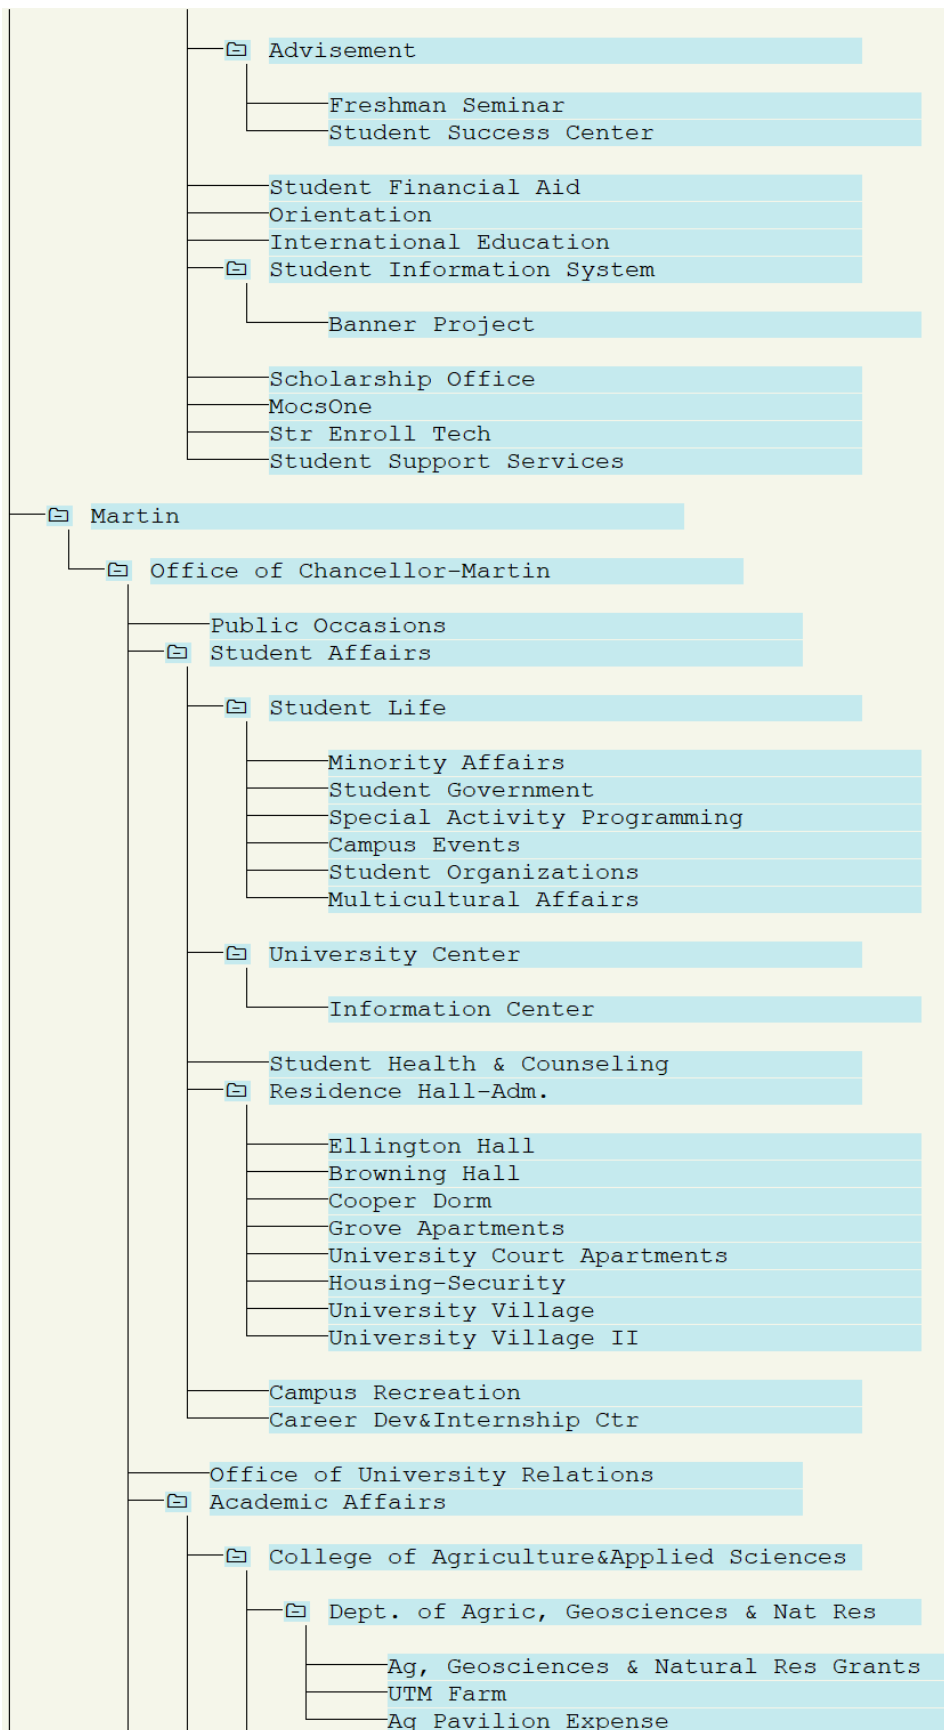 Advisement
Freshman Seminar
Student Success Center
Student Financial Aid
Orientation
International Education
Student Information System
Banner Project
Scholarship Office
MocsOne
Str Enroll Tech
Student Support Services
Martin
Office of Chancellor-Martin
Public Occasions
Student Affairs
Student Life
Minority Affairs
Student Government
Special Activity Programming
Campus Events
Student Organizations
Multicultural Affairs
University Center
Information Center
Student Health & Counseling
Residence Hall-Adm.
Ellington Hall
Browning Hall
Cooper Dorm
Grove Apartments
University Court Apartments
Housing-Security
University Village
University Village II
Campus Recreation
Career Dev&Internship Ctr
Office of University Relations
Academic Affairs
College of Agriculture&Applied Sciences
Dept. of Agric, Geosciences & Nat Res
Ag, Geosciences & Natural Res Grants
UTM Farm
Ag Pavilion Expense